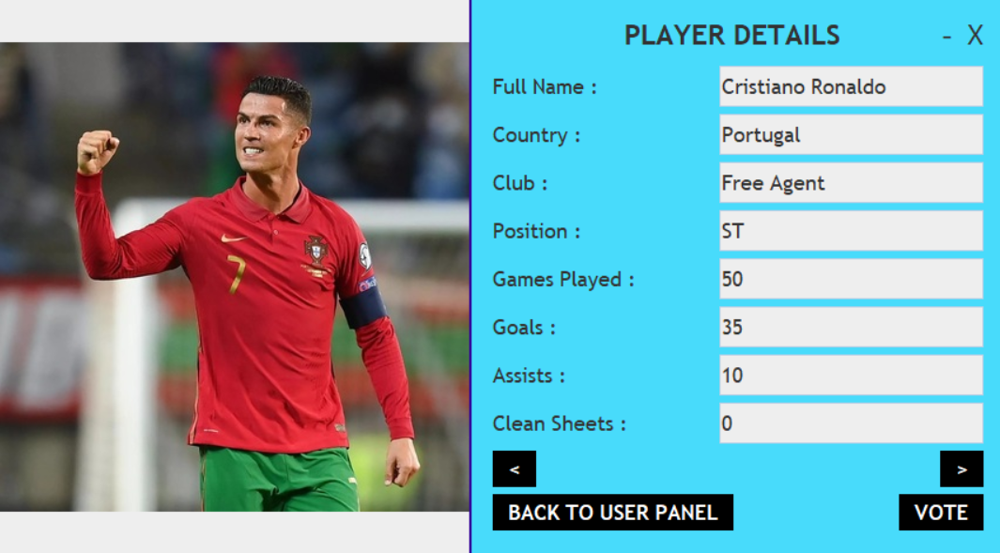 PLAYER DETAILS - X
Full Name : Cristiano Ronaldo
Country : Portugal
Club : Free Agent
Position : ST
Games Played : 50
Goals : 35
Assists : 10
Clean Sheets : 0
< >
BACK TO USER PANEL VOTE
7